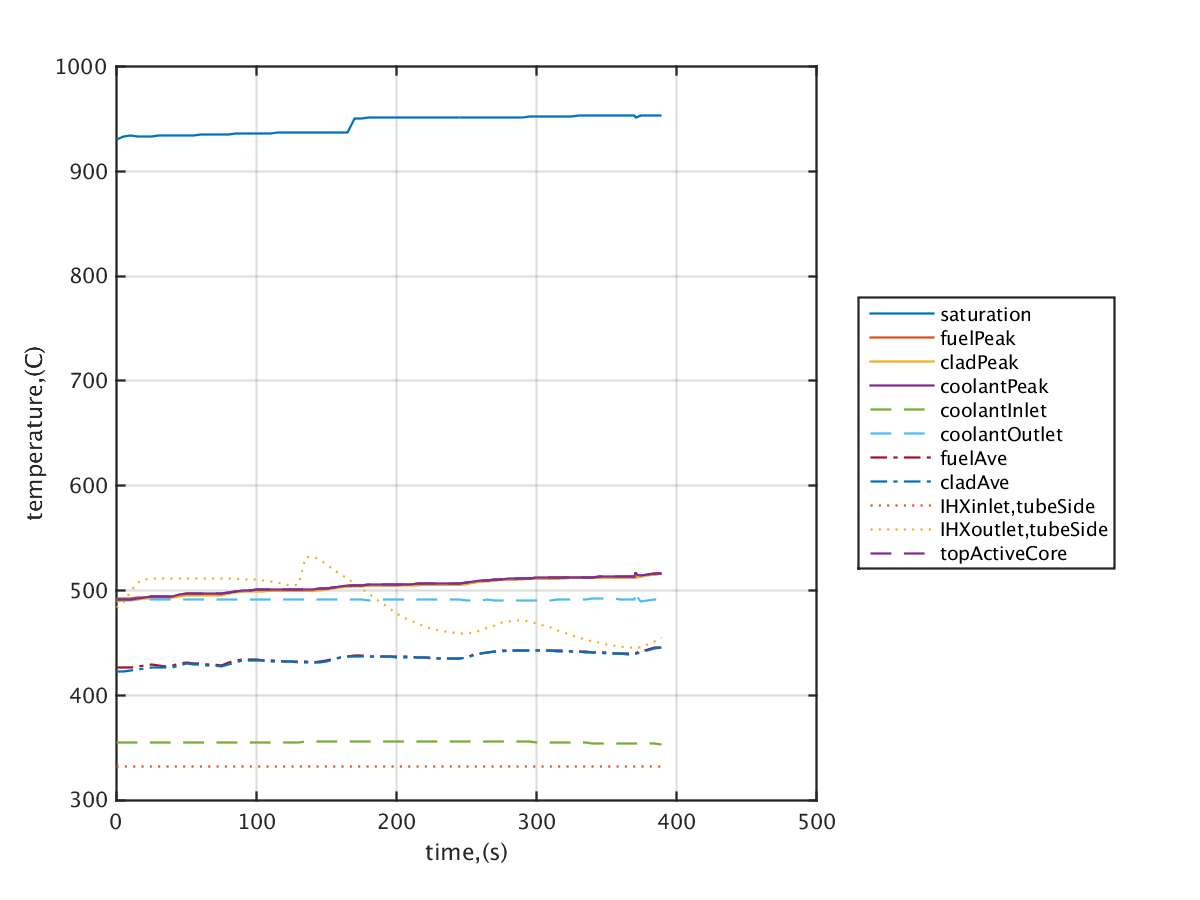 1000
900
800
700
600
500
400
300
temperature,(C)
0 100 200 300 400 500
time,(s)
saturation
fuelPeak
cladPeak
coolantPeak
coolantInlet
coolantOutlet
fuelAve
cladAve
IHXinlet,tubeSide
IHXoutlet,tubeSide
topActiveCore